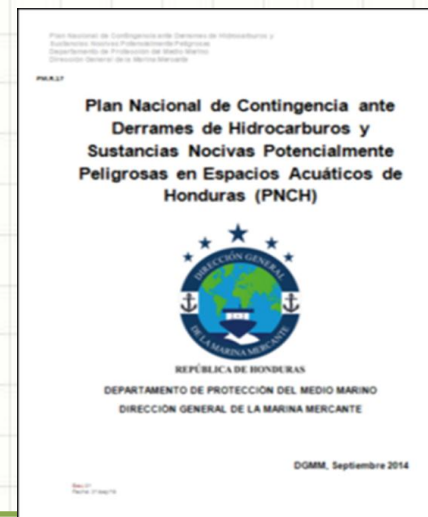 Plan Nacional de Contingencia ante Derrames de Hidrocarburos y
Sustancias Nocivas Potencialmente Peligrosas
Departamento de Protección del Medio Marino
Dirección General de la Marina Mercante
Plan Nacional de Contingencia ante
Derrames de Hidrocarburos y
Sustancias Nocivas Potencialmente
Peligrosas en Espacios Acuáticos de
Honduras (PNCH)
DIRECCIÓN GENERAL
DE LA MARINA MERCANTE
REPÚBLICA DE HONDURAS
DEPARTAMENTO DE PROTECCIÓN DEL MEDIO MARINO
DIRECCIÓN GENERAL DE LA MARINA MERCANTE
DGMM, Septiembre 2014